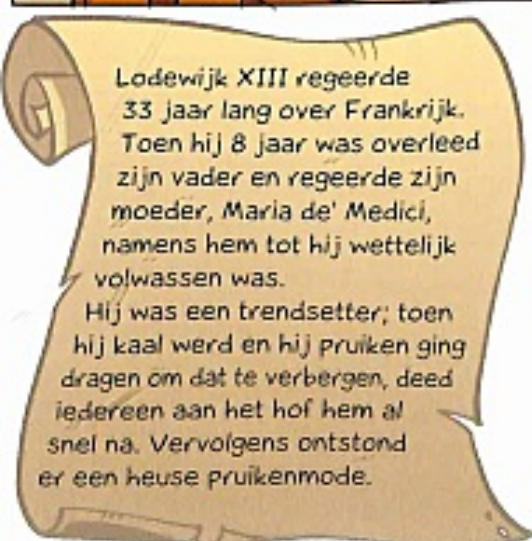 Lodewijk XIII regeerde
33 jaar lang over Frankrijk.
Toen hij 8 jaar was overleed
zijn vader en regeerde zijn
moeder, Maria de' Medici,
namens hem tot hij wettelijk
volwassen was.
Hij was een trendsetter; toen
hij kaal werd en hij pruiken ging
dragen om dat te verbergen, deed
iedereen aan het hof hem al
snel na. Vervolgens ontstond
er een heuse pruikenmode.